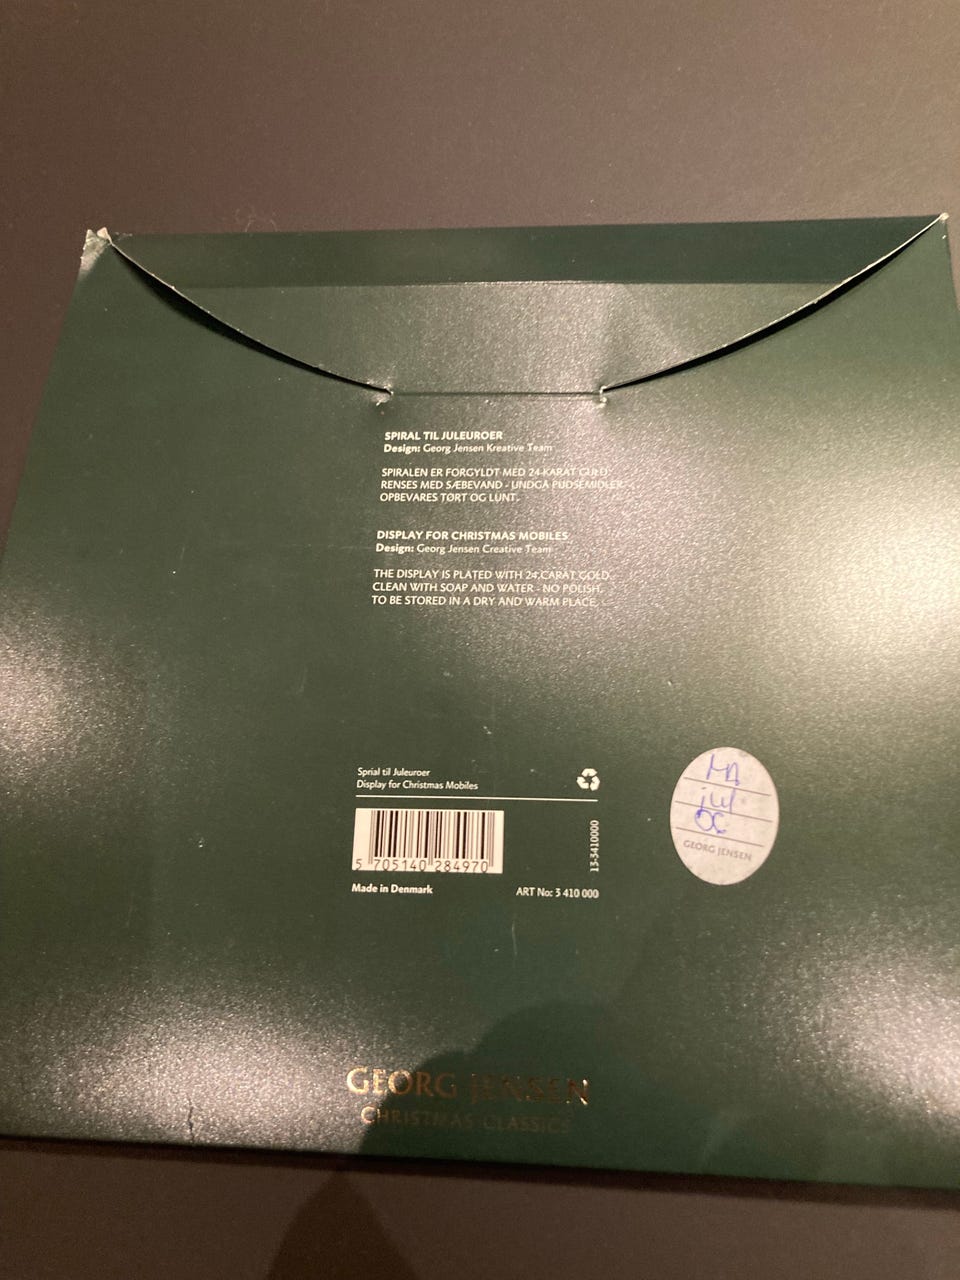 SPIRAL TIL JULEUROER
Design: Georg Jensen Kreative Team
SPIRALEN ER FORGYLDT MED 24-KARAT GULD.
RENSES MED SÆBEVAND - UNDGÅ PUDSEMIDLER.
OPBEVARES TØRT OG LUNT.
DISPLAY FOR CHRISTMAS MOBILES
Design: Georg Jensen Creative Team
THE DISPLAY IS PLATED WITH 24 CARAT GOLD.
CLEAN WITH SOAP AND WATER - NO POLISH.
TO BE STORED IN A DRY AND WARM PLACE.
Sprial til Juleuroer
Display for Christmas Mobiles
5 705140 284970
13-3410000
Made in Denmark
ART No: 3 410 000
GEORG JENSEN
GEORG JENSEN
CHRISTMAS CLASSICS